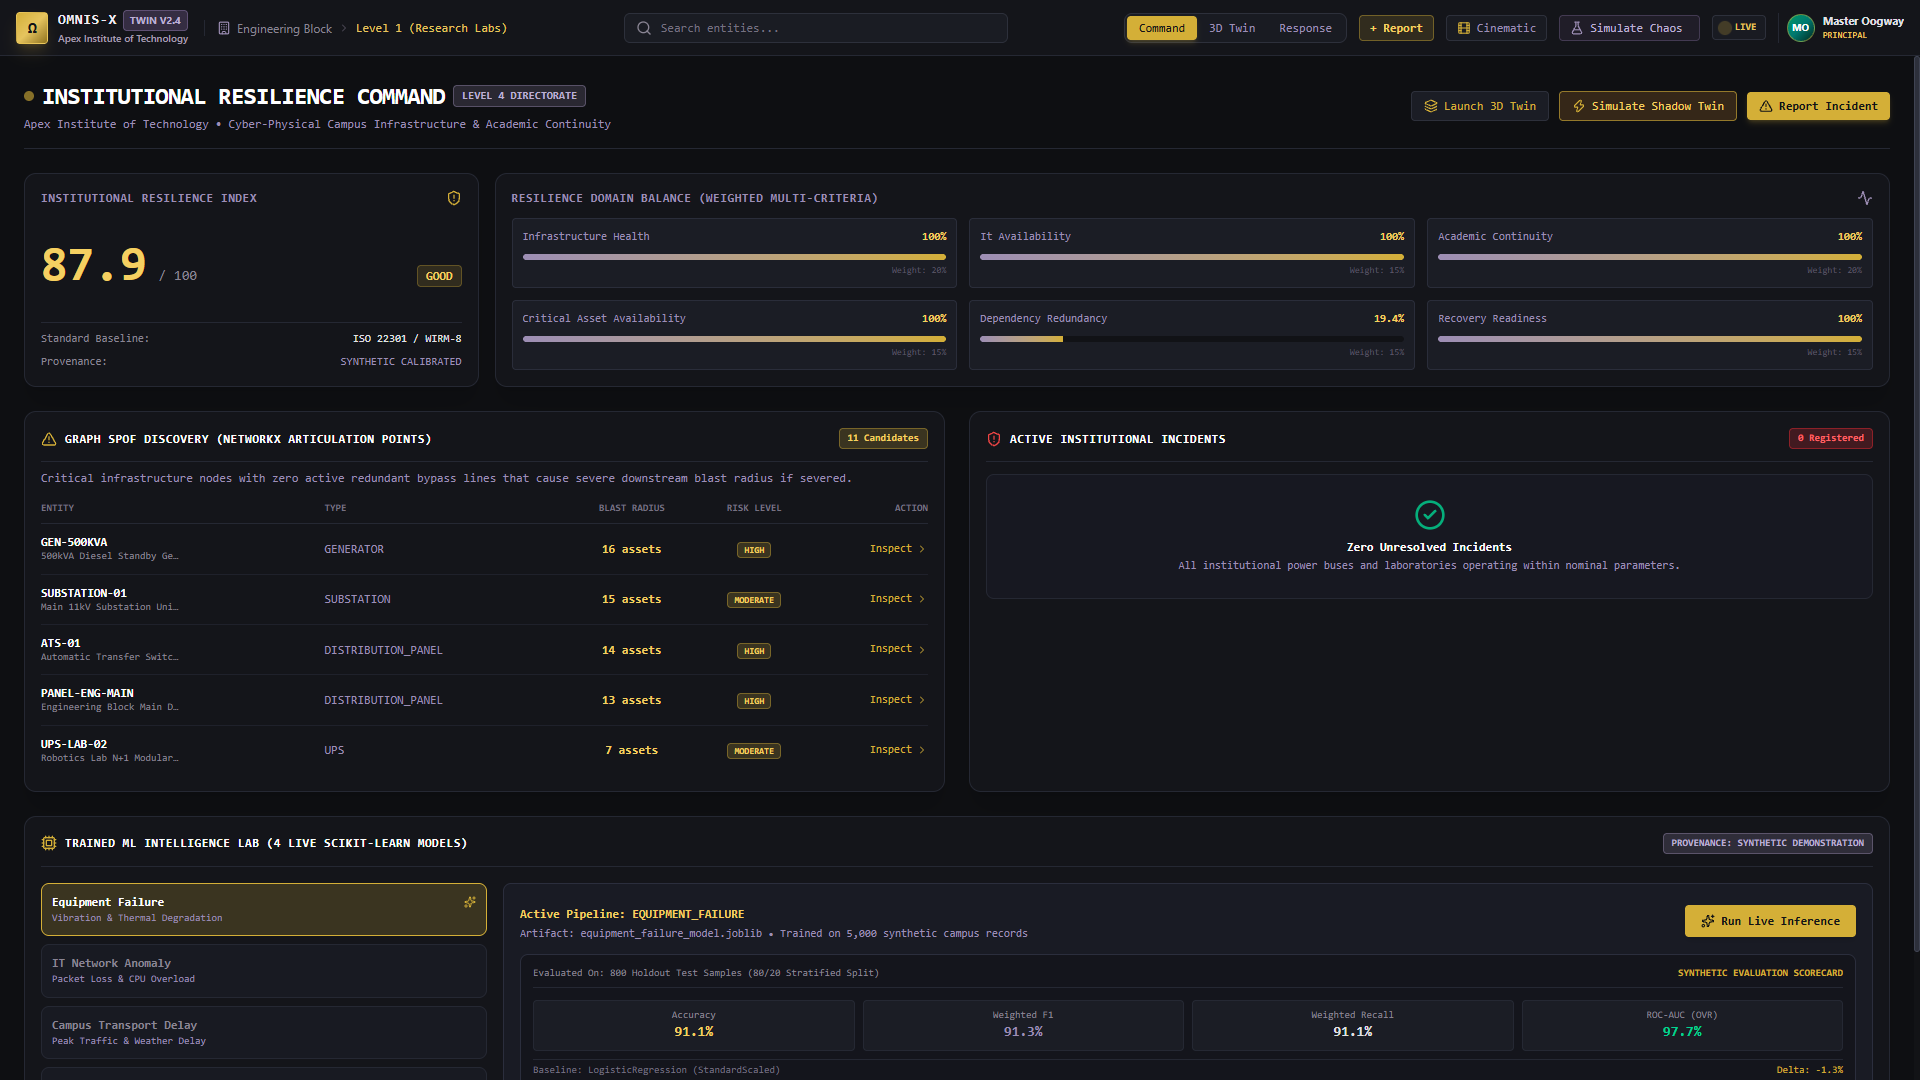 Ω
OMNIS-X TWIN V2.4
Apex Institute of Technology
Engineering Block > Level 1 (Research Labs)
Search entities...
Command 3D Twin Response
+ Report
Cinematic
Simulate Chaos
LIVE
MO
Master Oogway
PRINCIPAL
INSTITUTIONAL RESILIENCE COMMAND LEVEL 4 DIRECTORATE
Apex Institute of Technology • Cyber-Physical Campus Infrastructure & Academic Continuity
Launch 3D Twin
Simulate Shadow Twin
Report Incident
INSTITUTIONAL RESILIENCE INDEX
87.9 / 100
GOOD
Standard Baseline: ISO 22301 / WIRM-8
Provenance: SYNTHETIC CALIBRATED
RESILIENCE DOMAIN BALANCE (WEIGHTED MULTI-CRITERIA)
Infrastructure Health 100%
Weight: 20%
It Availability 100%
Weight: 15%
Academic Continuity 100%
Weight: 20%
Critical Asset Availability 100%
Weight: 15%
Dependency Redundancy 19.4%
Weight: 15%
Recovery Readiness 100%
Weight: 15%
GRAPH SPOF DISCOVERY (NETWORKX ARTICULATION POINTS)
11 Candidates
Critical infrastructure nodes with zero active redundant bypass lines that cause severe downstream blast radius if severed.
ENTITY TYPE BLAST RADIUS RISK LEVEL ACTION
GEN-500KVA
500kVA Diesel Standby Ge…
GENERATOR 16 assets HIGH Inspect >
SUBSTATION-01
Main 11kV Substation Uni…
SUBSTATION 15 assets MODERATE Inspect >
ATS-01
Automatic Transfer Switc…
DISTRIBUTION_PANEL 14 assets HIGH Inspect >
PANEL-ENG-MAIN
Engineering Block Main D…
DISTRIBUTION_PANEL 13 assets HIGH Inspect >
UPS-LAB-02
Robotics Lab N+1 Modular…
UPS 7 assets MODERATE Inspect >
ACTIVE INSTITUTIONAL INCIDENTS
0 Registered
Zero Unresolved Incidents
All institutional power buses and laboratories operating within nominal parameters.
TRAINED ML INTELLIGENCE LAB (4 LIVE SCIKIT-LEARN MODELS)
PROVENANCE: SYNTHETIC DEMONSTRATION
Equipment Failure
Vibration & Thermal Degradation
IT Network Anomaly
Packet Loss & CPU Overload
Campus Transport Delay
Peak Traffic & Weather Delay
Active Pipeline: EQUIPMENT_FAILURE
Artifact: equipment_failure_model.joblib • Trained on 5,000 synthetic campus records
Run Live Inference
Evaluated On: 800 Holdout Test Samples (80/20 Stratified Split)
SYNTHETIC EVALUATION SCORECARD
Accuracy
91.1%
Weighted F1
91.3%
Weighted Recall
91.1%
ROC-AUC (OVR)
97.7%
Baseline: LogisticRegression (StandardScaled)
Delta: -1.3%